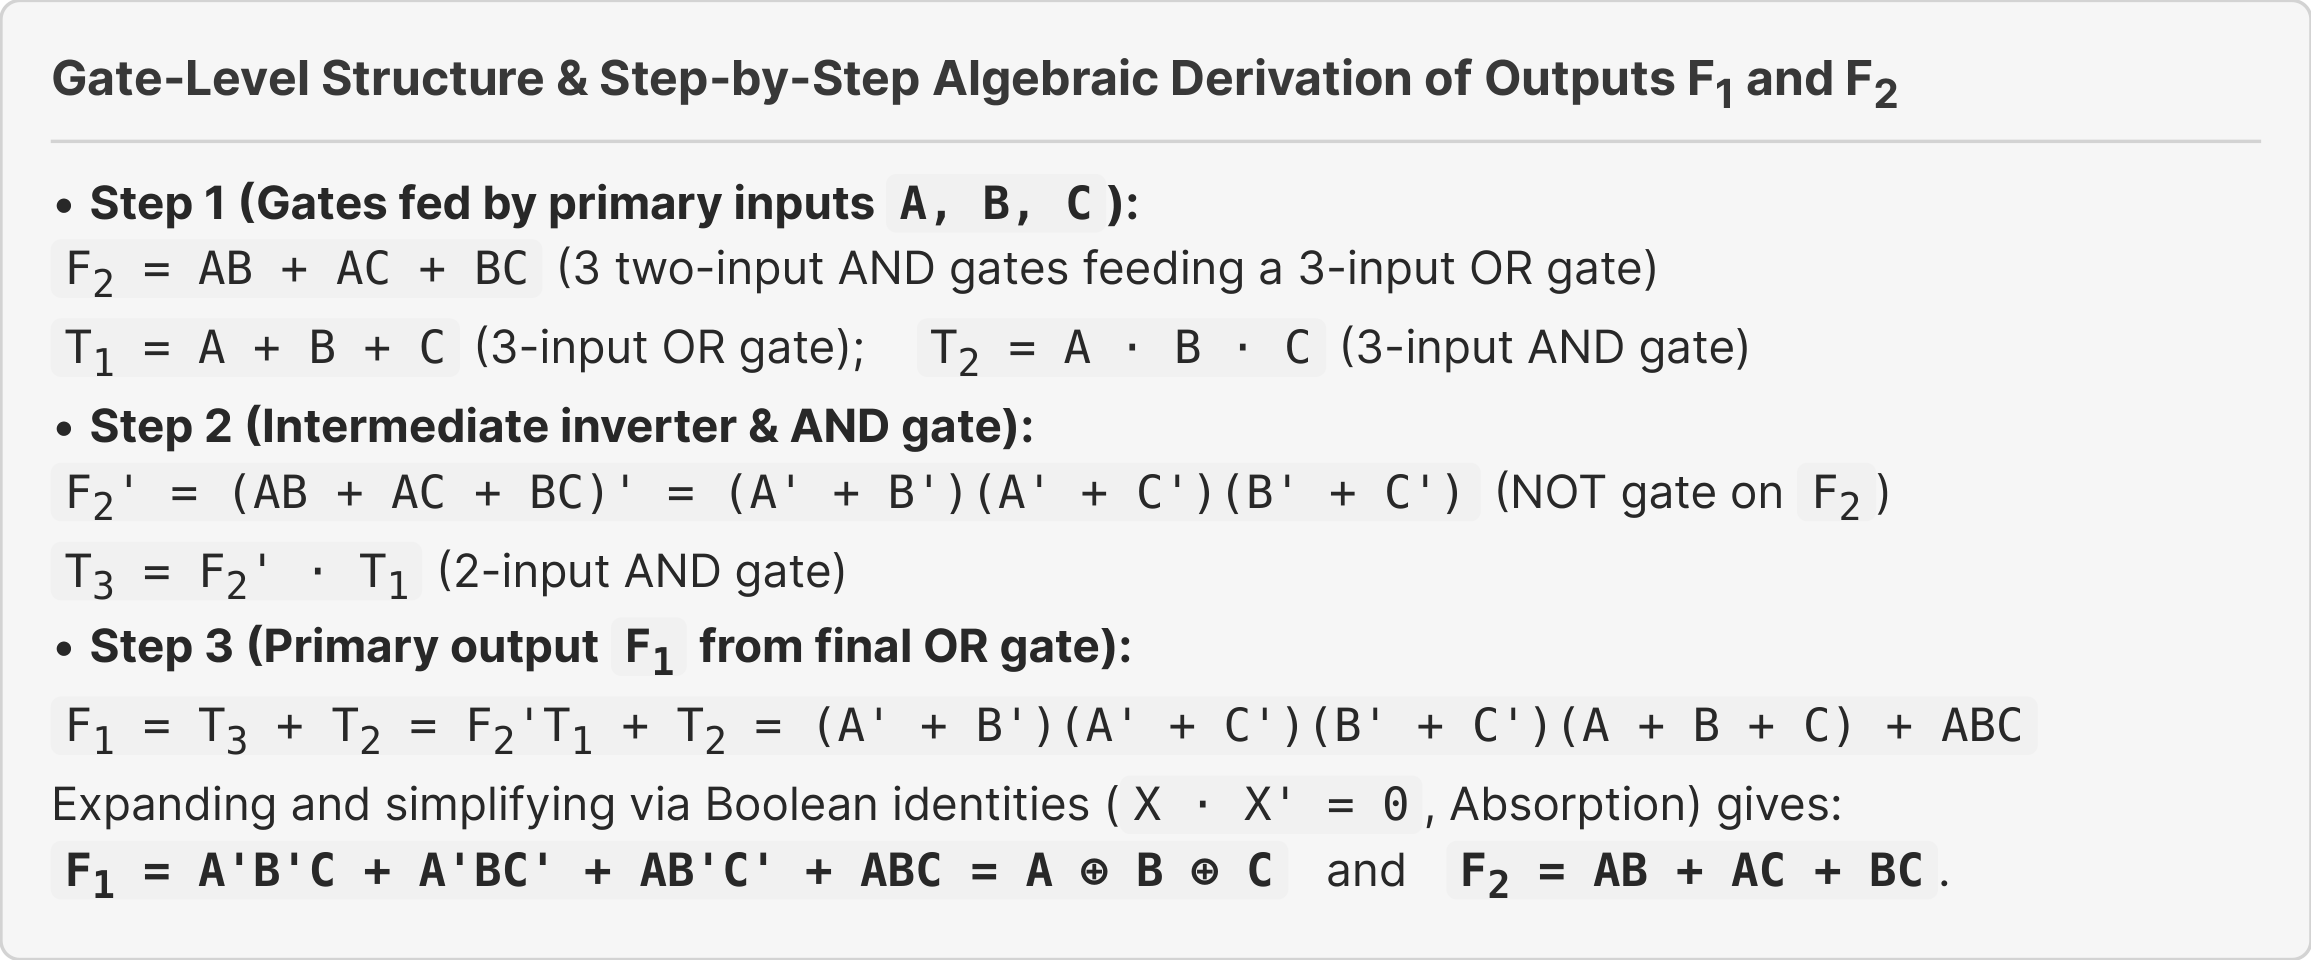 Gate-Level Structure & Step-by-Step Algebraic Derivation of Outputs F₁ and F₂
• Step 1 (Gates fed by primary inputs A, B, C):
F₂ = AB + AC + BC (3 two-input AND gates feeding a 3-input OR gate)
T₁ = A + B + C (3-input OR gate); T₂ = A · B · C (3-input AND gate)
• Step 2 (Intermediate inverter & AND gate):
F₂' = (AB + AC + BC)' = (A' + B')(A' + C')(B' + C') (NOT gate on F₂)
T₃ = F₂' · T₁ (2-input AND gate)
• Step 3 (Primary output F₁ from final OR gate):
F₁ = T₃ + T₂ = F₂'T₁ + T₂ = (A' + B')(A' + C')(B' + C')(A + B + C) + ABC
Expanding and simplifying via Boolean identities (X · X' = 0, Absorption) gives:
F₁ = A'B'C + A'BC' + AB'C' + ABC = A ⊕ B ⊕ C and F₂ = AB + AC + BC.